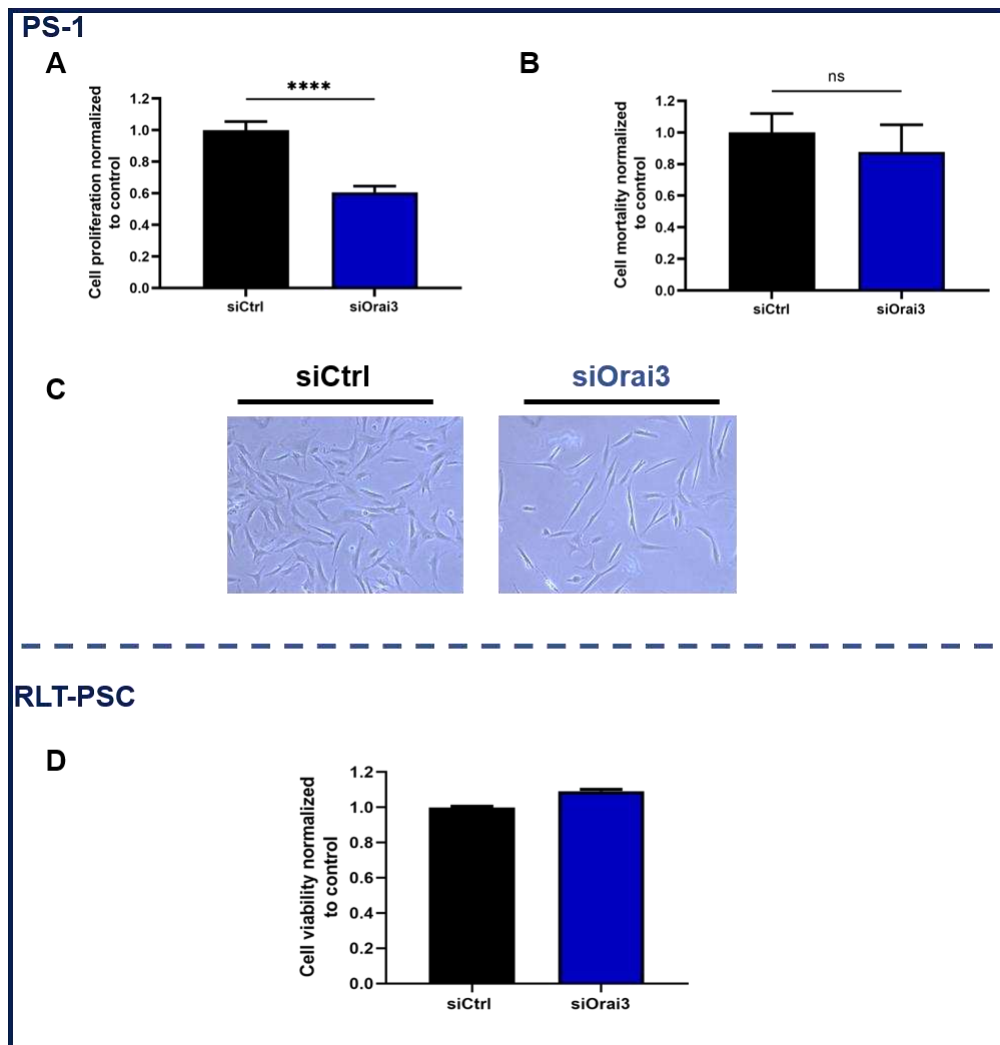 PS-1
A
Cell proliferation normalized
to control
1.2
1.0
0.8
0.6
0.4
0.2
0.0
****
siCtrl
siOrai3
B
Cell mortality normalized
to control
1.2
1.0
0.8
0.6
0.4
0.2
0.0
ns
siCtrl
siOrai3
C
siCtrl
siOrai3
RLT-PSC
D
Cell viability normalized
to control
1.2
1.0
0.8
0.6
0.4
0.2
0.0
siCtrl
siOrai3